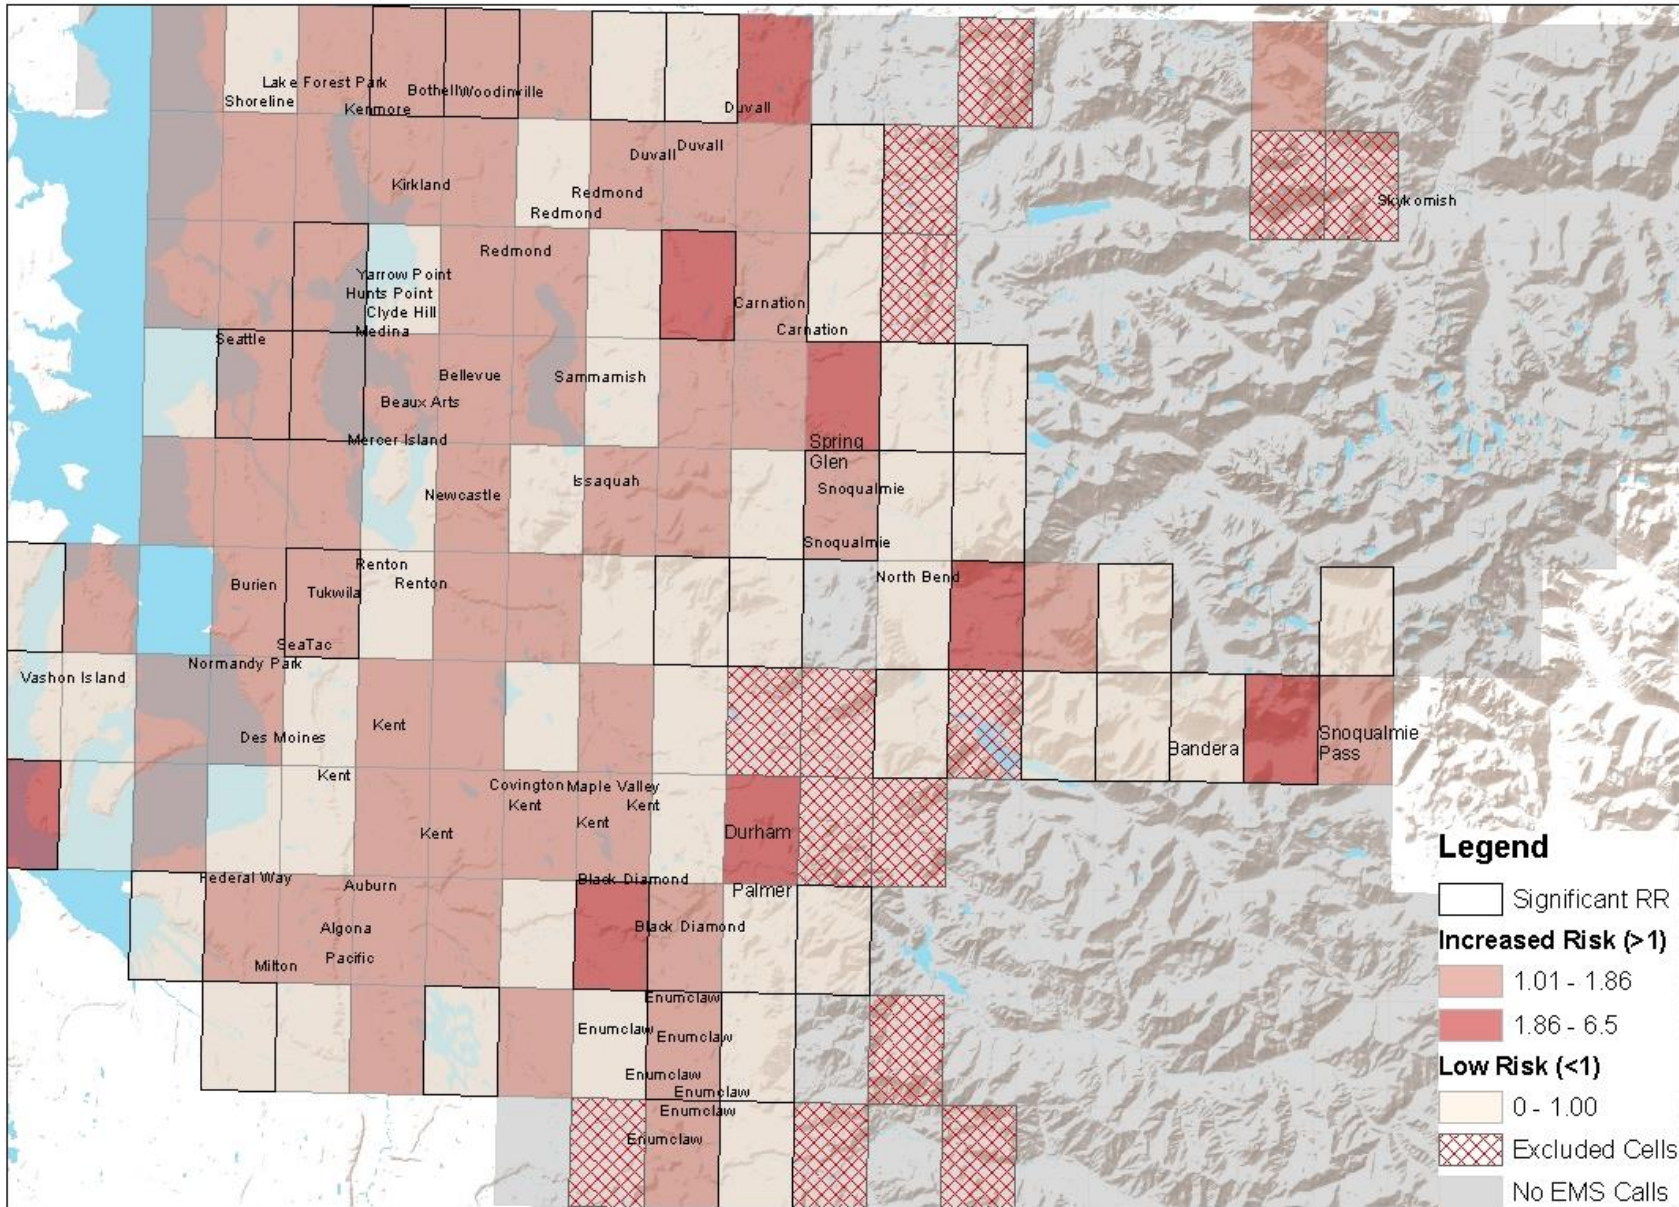 Lake Forest Park
Shoreline
Kenmore
Bothell
Woodinville
Duvall
Duvall
Duvall
Kirkland
Redmond
Redmond
Skykomish
Redmond
Yarrow Point
Hunts Point
Clyde Hill
Medina
Carnation
Carnation
Seattle
Bellevue
Sammamish
Beaux Arts
Mercer Island
Spring
Glen
Issaquah
Newcastle
Snoqualmie
Snoqualmie
Renton
Renton
Burien
Tukwila
North Bend
SeaTac
Normandy Park
Vashon Island
Kent
Des Moines
Bandera
Snoqualmie
Pass
Kent
Covington
Maple Valley
Kent
Kent
Kent
Kent
Durham
Federal Way
Auburn
Black Diamond
Palmer
Algona
Black Diamond
Pacific
Milton
Enumclaw
Enumclaw
Enumclaw
Enumclaw
Enumclaw
Enumclaw
Enumclaw
Legend
Significant RR
Increased Risk (>1)
1.01 - 1.86
1.86 - 6.5
Low Risk (<1)
0 - 1.00
Excluded Cells
No EMS Calls